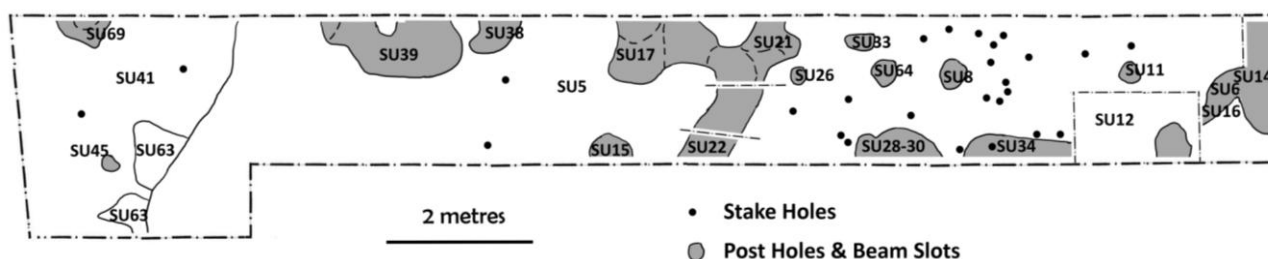 SU69
SU38
SU39
SU17
SU21
SU33
SU41
SU5
SU26
SU64
SU8
SU11
SU14
SU6
SU16
SU12
SU45
SU63
SU15
SU22
SU28-30
SU34
SU63
2 metres
Stake Holes
Post Holes & Beam Slots